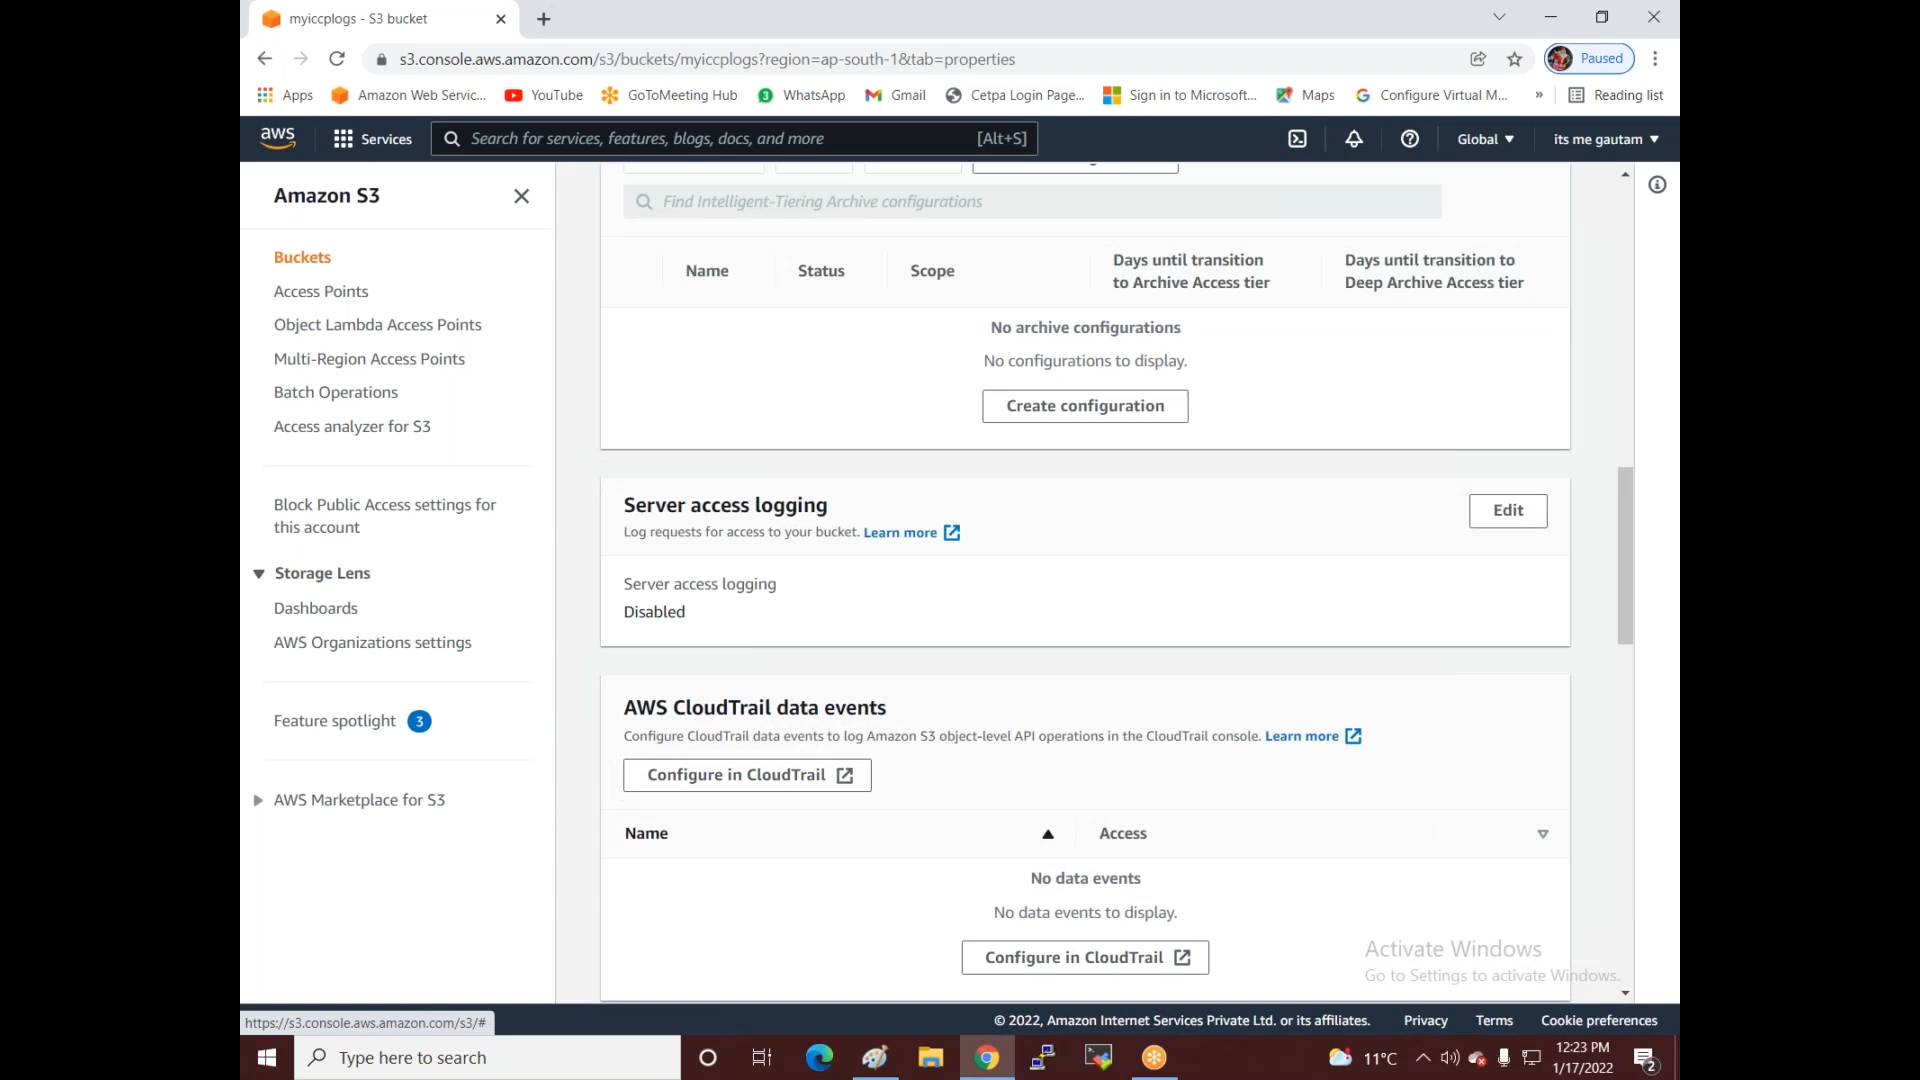 myiccplogs - S3 bucket
s3.console.aws.amazon.com/s3/buckets/myiccplogs?region=ap-south-1&tab=properties
Paused
Apps
Amazon Web Servic...
YouTube
GoToMeeting Hub
WhatsApp
Gmail
Cetpa Login Page...
Sign in to Microsoft...
Maps
Configure Virtual M...
»
Reading list
aws
Services
Search for services, features, blogs, docs, and more
[Alt+S]
Global
its me gautam
Amazon S3
Buckets
Access Points
Object Lambda Access Points
Multi-Region Access Points
Batch Operations
Access analyzer for S3
Block Public Access settings for
this account
Storage Lens
Dashboards
AWS Organizations settings
Feature spotlight 3
AWS Marketplace for S3
Find Intelligent-Tiering Archive configurations
Name
Status
Scope
Days until transition
to Archive Access tier
Days until transition to
Deep Archive Access tier
No archive configurations
No configurations to display.
Create configuration
Server access logging
Log requests for access to your bucket. Learn more
Edit
Server access logging
Disabled
AWS CloudTrail data events
Configure CloudTrail data events to log Amazon S3 object-level API operations in the CloudTrail console. Learn more
Configure in CloudTrail
Name
Access
No data events
No data events to display.
Configure in CloudTrail
Activate Windows
Go to Settings to activate Windows.
https://s3.console.aws.amazon.com/s3/#
© 2022, Amazon Internet Services Private Ltd. or its affiliates.
Privacy
Terms
Cookie preferences
Type here to search
11°C
12:23 PM
1/17/2022
2